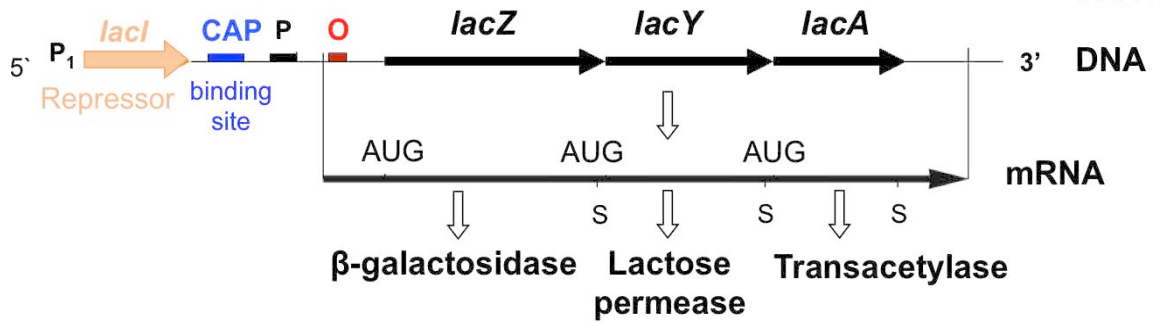 lacI CAP P O lacZ lacY lacA
5` P1 3' DNA
Repressor binding site
AUG AUG AUG
mRNA
S S S
β-galactosidase Lactose permease Transacetylase